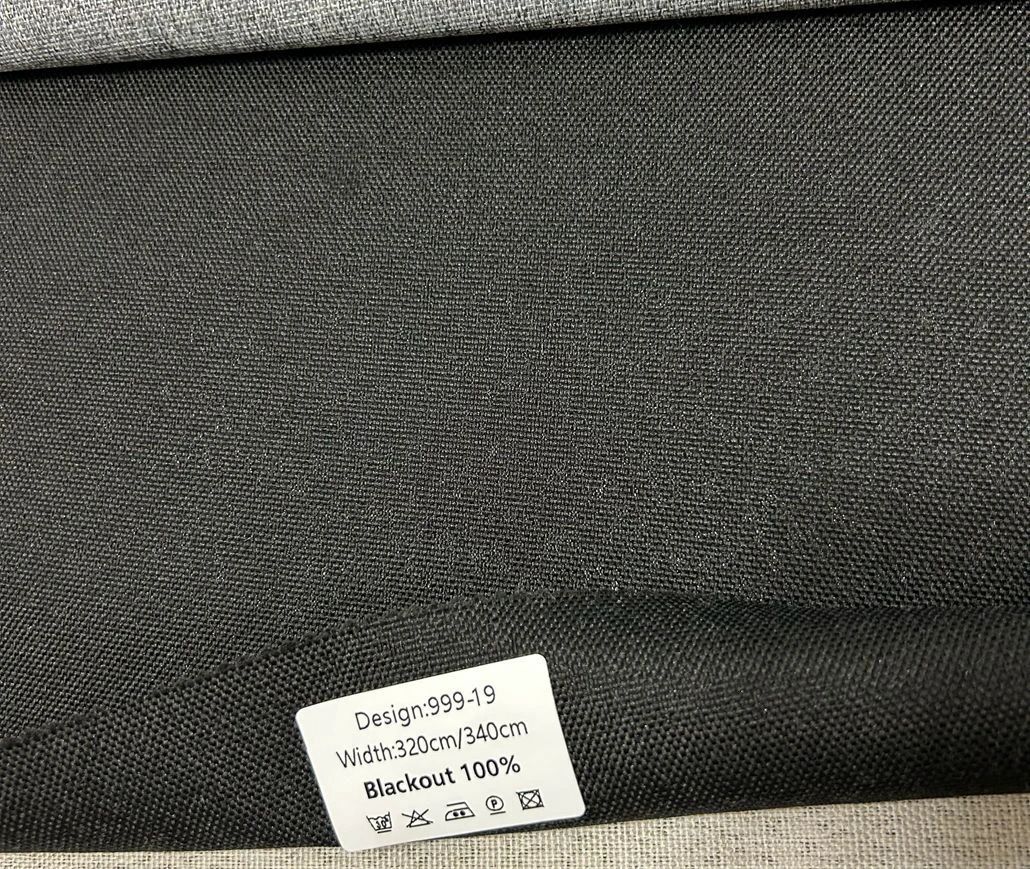 Design:999-19
Width:320cm/340cm
Blackout 100%
30 P